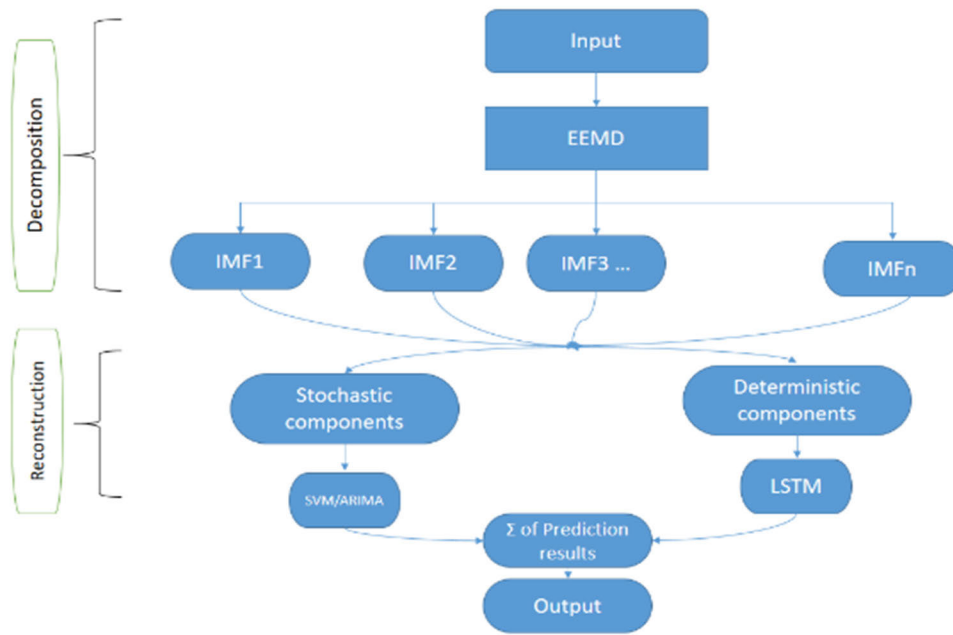 Decomposition
Input
EEMD
IMF1
IMF2
IMF3 ...
IMFn
Reconstruction
Stochastic
components
Deterministic
components
SVM/ARIMA
LSTM
Σ of Prediction
results
Output